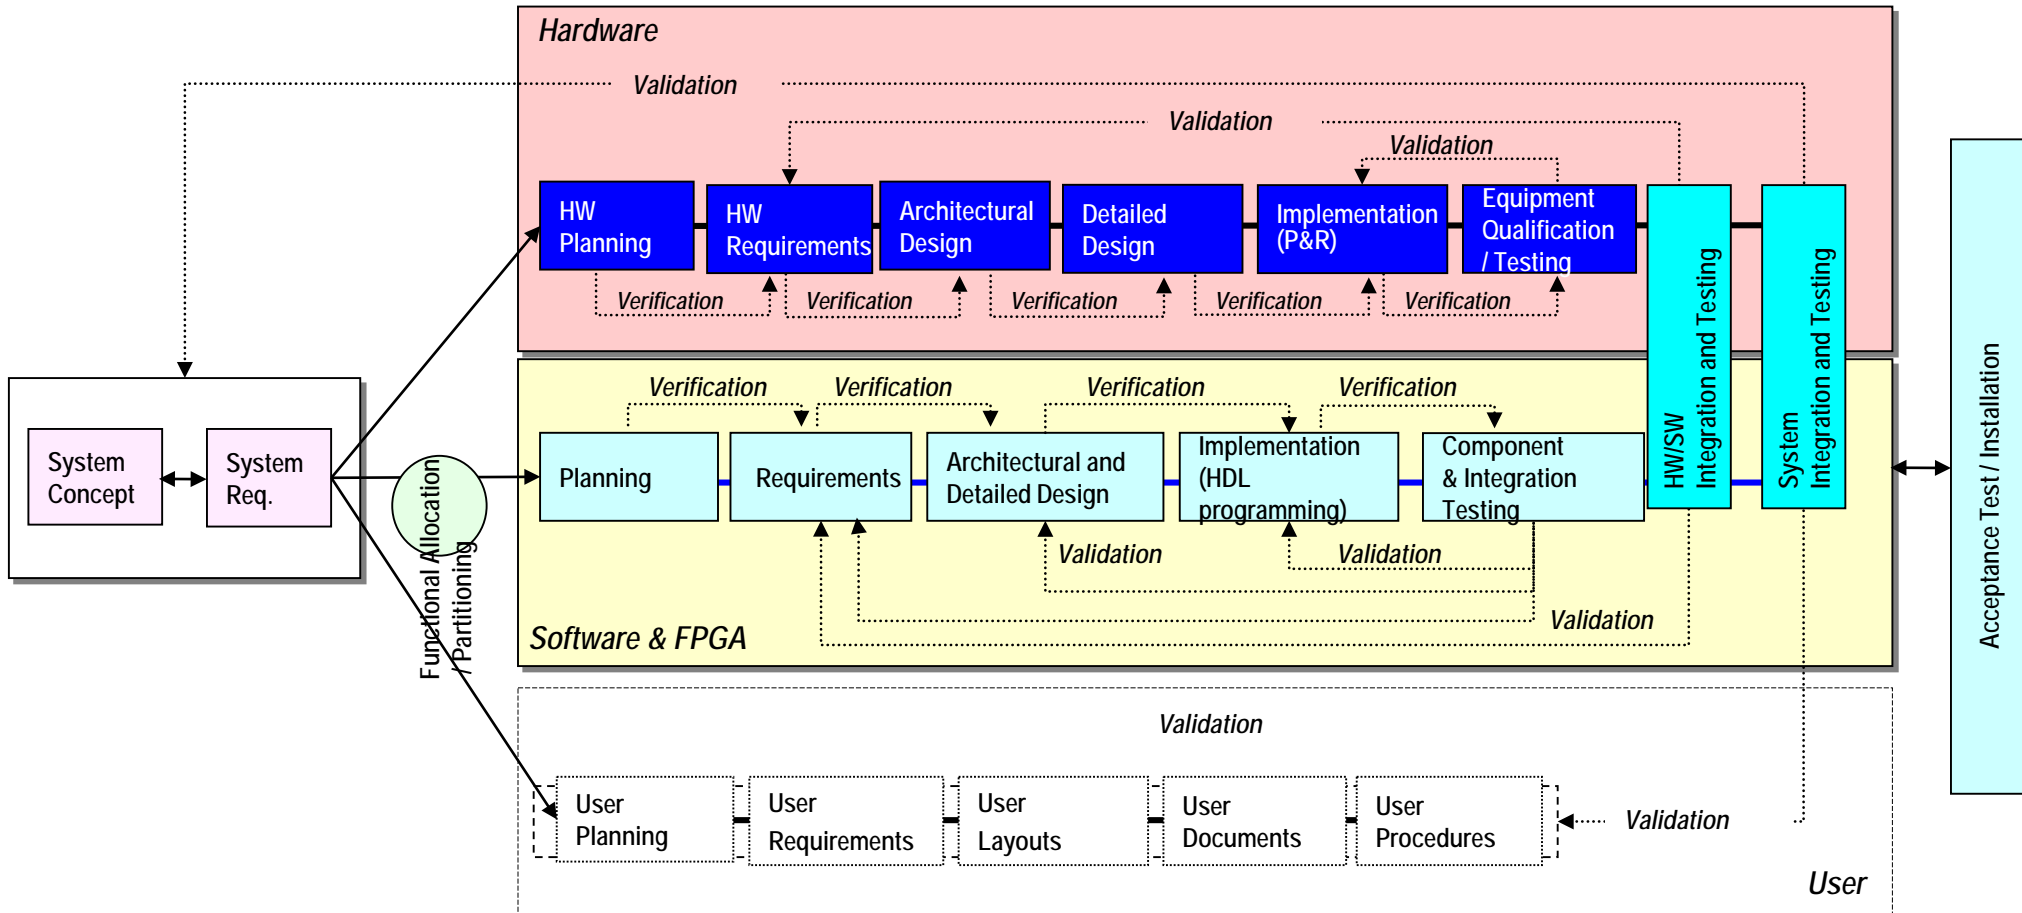 Hardware
Validation
Validation
Validation
HW
Planning
HW
Requirements
Architectural
Design
Detailed
Design
Implementation
(P&R)
Equipment
Qualification
/ Testing
Verification
Verification
Verification
Verification
Verification
HW/SW
Integration and Testing
System
Integration and Testing
Acceptance Test / Installation
System
Concept
System
Req.
Functional Allocation
/ Partitioning
Verification
Verification
Verification
Verification
Planning
Requirements
Architectural and
Detailed Design
Implementation
(HDL
programming)
Component
& Integration
Testing
Validation
Validation
Validation
Software & FPGA
Validation
User
Planning
User
Requirements
User
Layouts
User
Documents
User
Procedures
Validation
User